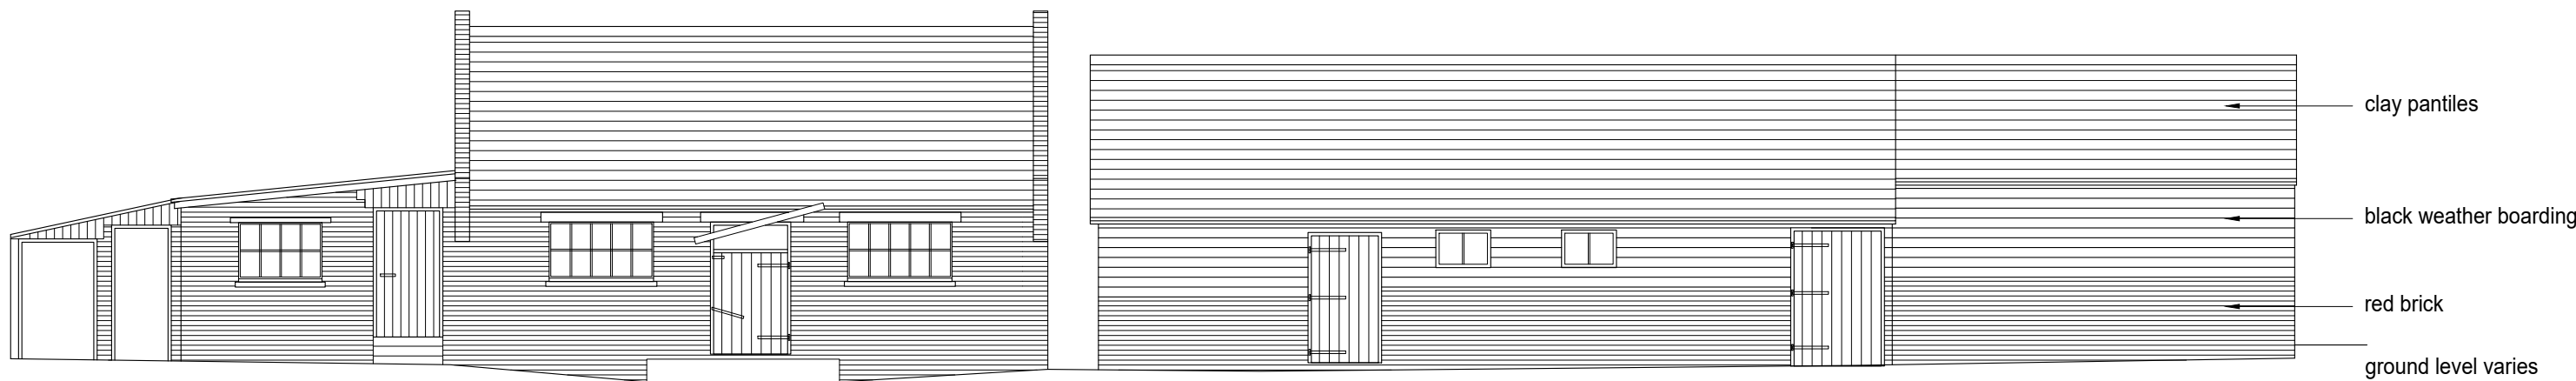 clay pantiles
black weather boarding
red brick
ground level varies